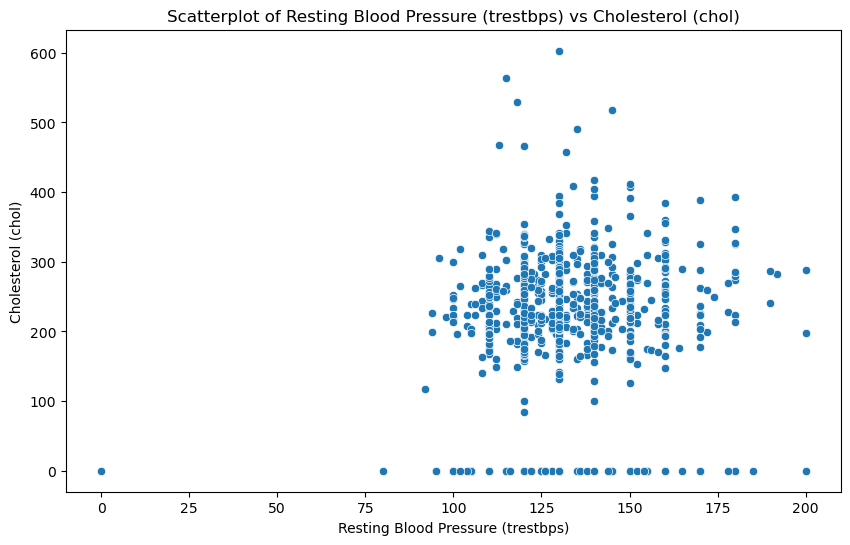 Scatterplot of Resting Blood Pressure (trestbps) vs Cholesterol (chol)
600
500
400
300
200
100
0
Cholesterol (chol)
0 25 50 75 100 125 150 175 200
Resting Blood Pressure (trestbps)